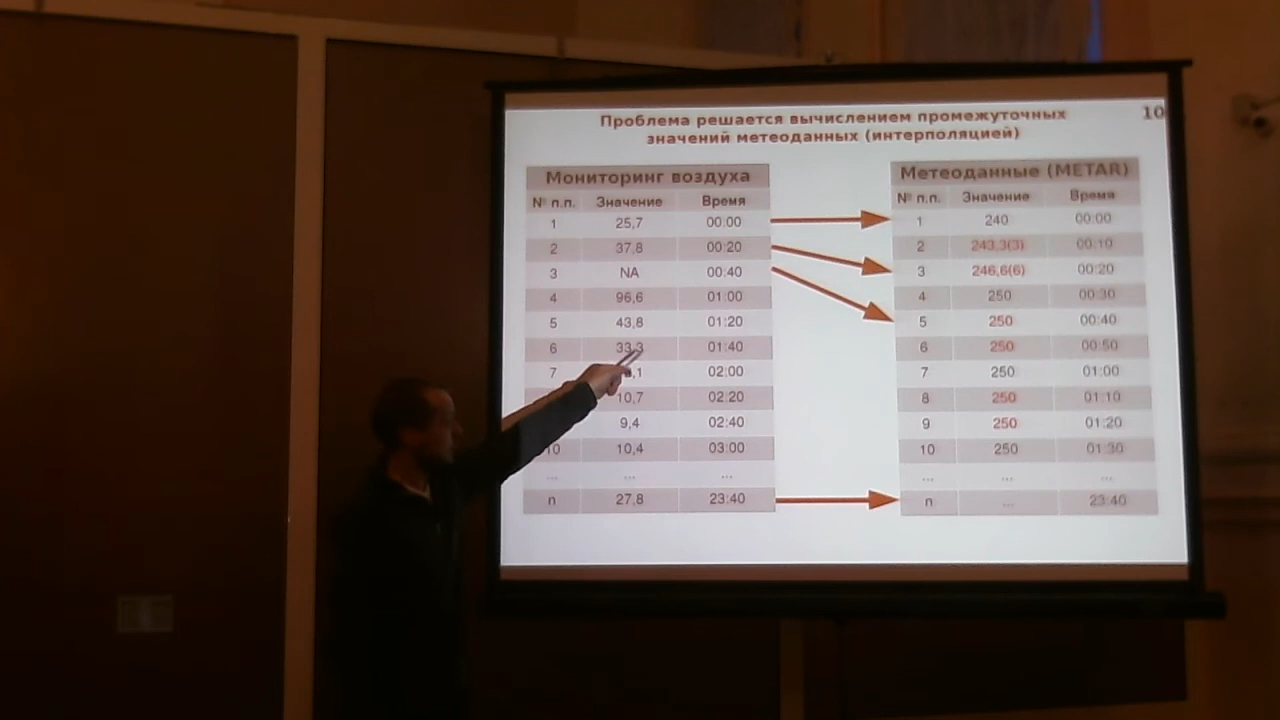 Проблема решается вычислением промежуточных
значений метеоданных (интерполяцией)
10
Мониторинг воздуха
№ п.п. Значение Время
1 25,7 00:00
2 37,8 00:20
3 NA 00:40
4 96,6 01:00
5 43,8 01:20
6 33,3 01:40
7 ,1 02:00
10,7 02:20
9,4 02:40
10 10,4 03:00
... ... ...
n 27,8 23:40
Метеоданные (METAR)
№ п.п. Значение Время
1 240 00:00
2 243,3(3) 00:10
3 246,6(6) 00:20
4 250 00:30
5 250 00:40
6 250 00:50
7 250 01:00
8 250 01:10
9 250 01:20
10 250 01:30
... ... ...
n ... 23:40